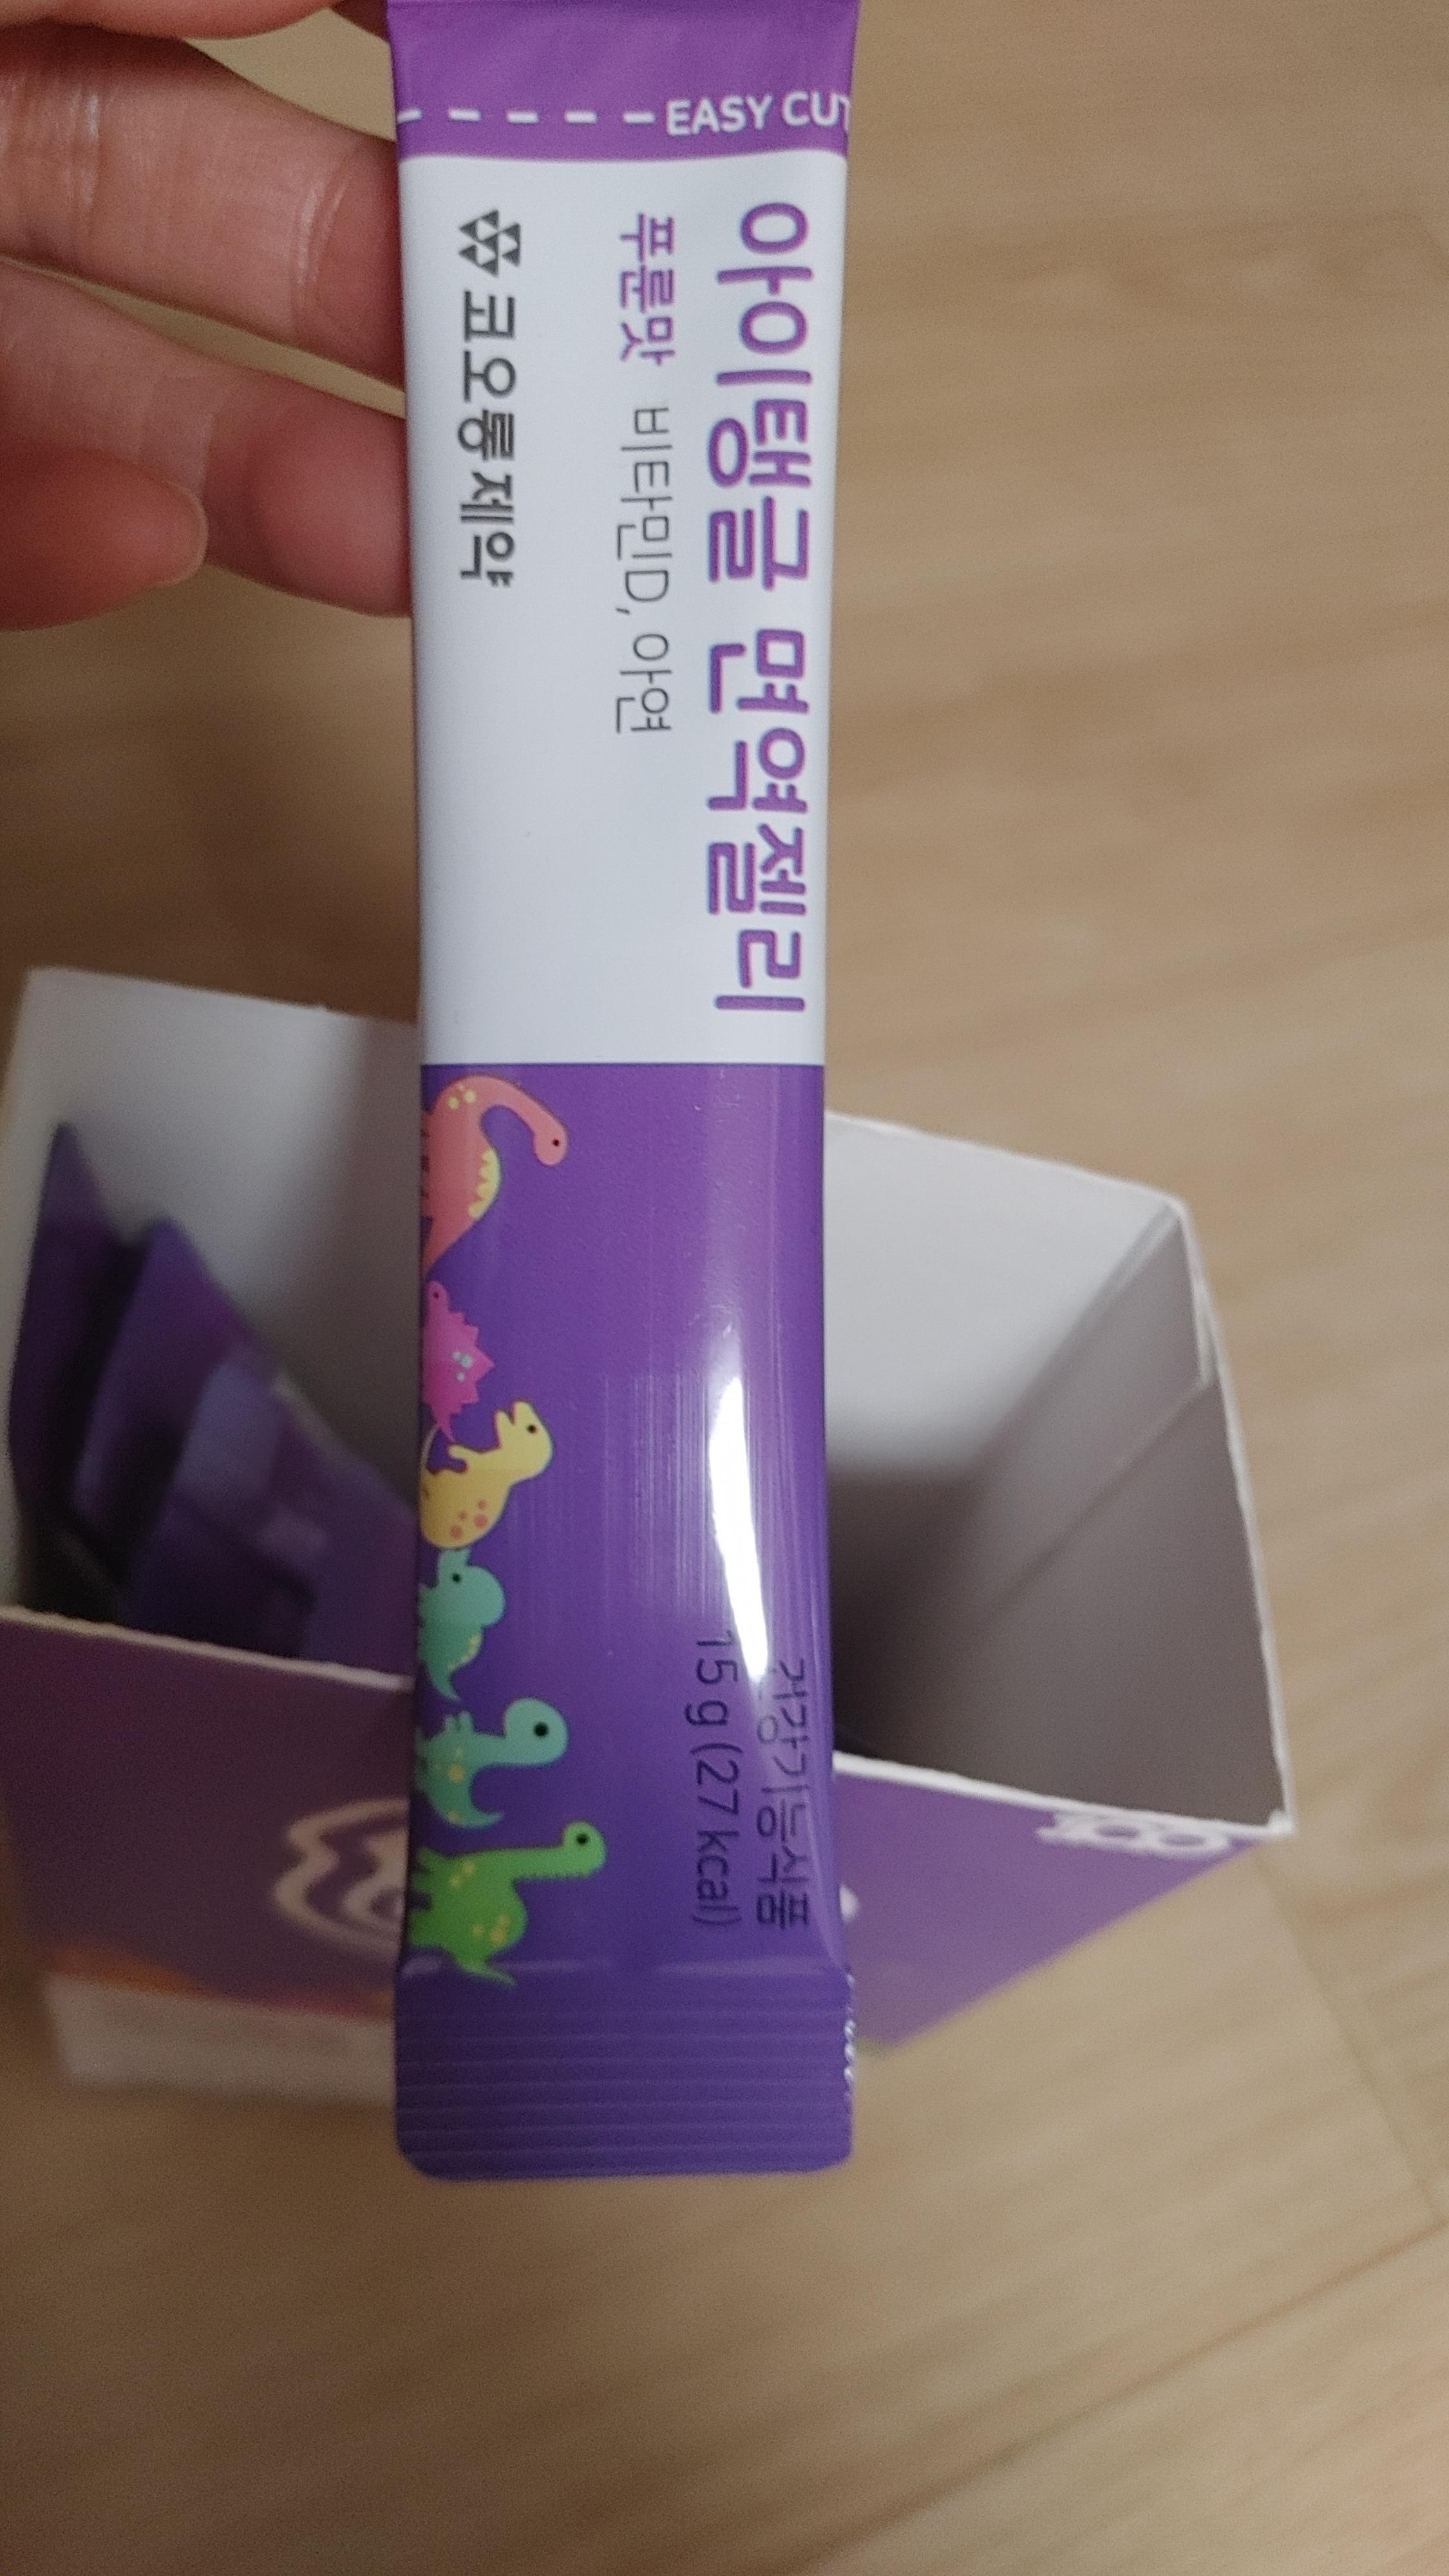 EASY CUT
아이탱글 면역젤리
푸룬맛 비타민D, 아연
코오롱제약
건강기능식품
15 g (27 kcal)